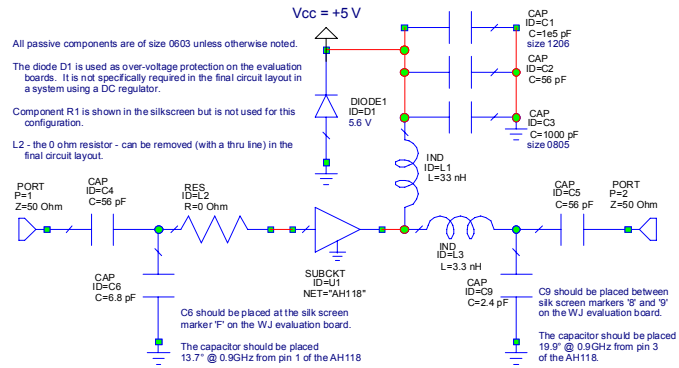 Vcc = +5 V
All passive components are of size 0603 unless otherwise noted.
The diode D1 is used as over-voltage protection on the evaluation
boards.  It is not specifically required in the final circuit layout in
a system using a DC regulator.
Component R1 is shown in the silkscreen but is not used for this
configuration.
L2 - the 0 ohm resistor - can be removed (with a thru line) in the
final circuit layout.
CAP
ID=C1
C=1e5 pF
size 1206
CAP
ID=C2
C=56 pF
CAP
ID=C3
C=1000 pF
size 0805
DIODE1
ID=D1
5.6 V
IND
ID=L1
L=33 nH
PORT
P=1
Z=50 Ohm
CAP
ID=C4
C=56 pF
RES
ID=L2
R=0 Ohm
CAP
ID=C6
C=6.8 pF
SUBCKT
ID=U1
NET="AH118"
IND
ID=L3
L=3.3 nH
CAP
ID=C5
C=56 pF
PORT
P=2
Z=50 Ohm
CAP
ID=C9
C=2.4 pF
C6 should be placed at the silk screen
marker 'F' on the WJ evaluation board.
The capacitor should be placed
13.7° @ 0.9GHz from pin 1 of the AH118
C9 should be placed between
silk screen markers '8' and '9'
on the WJ evaluation board.
The capacitor should be placed
19.9° @ 0.9GHz from pin 3
of the AH118.